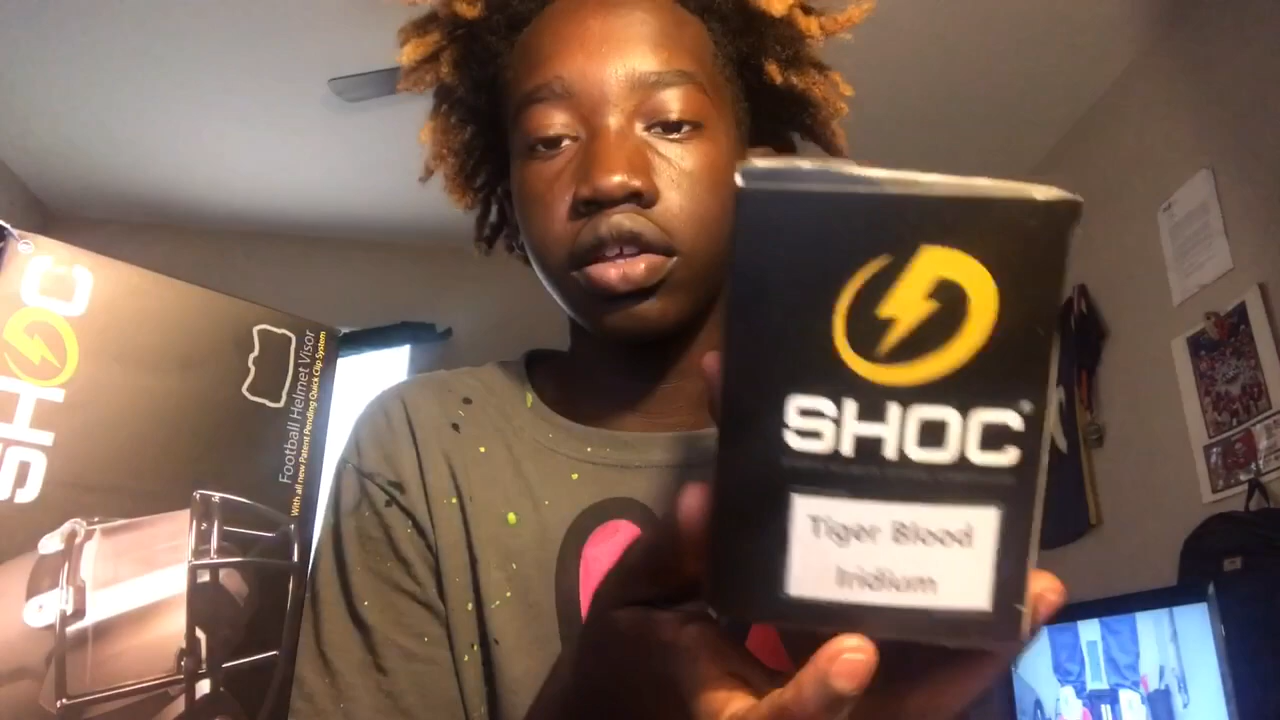 SHOC®
Football Helmet Visor
With all new Patent Pending Quick Clip System
SHOC®
Tiger Blood
Iridium